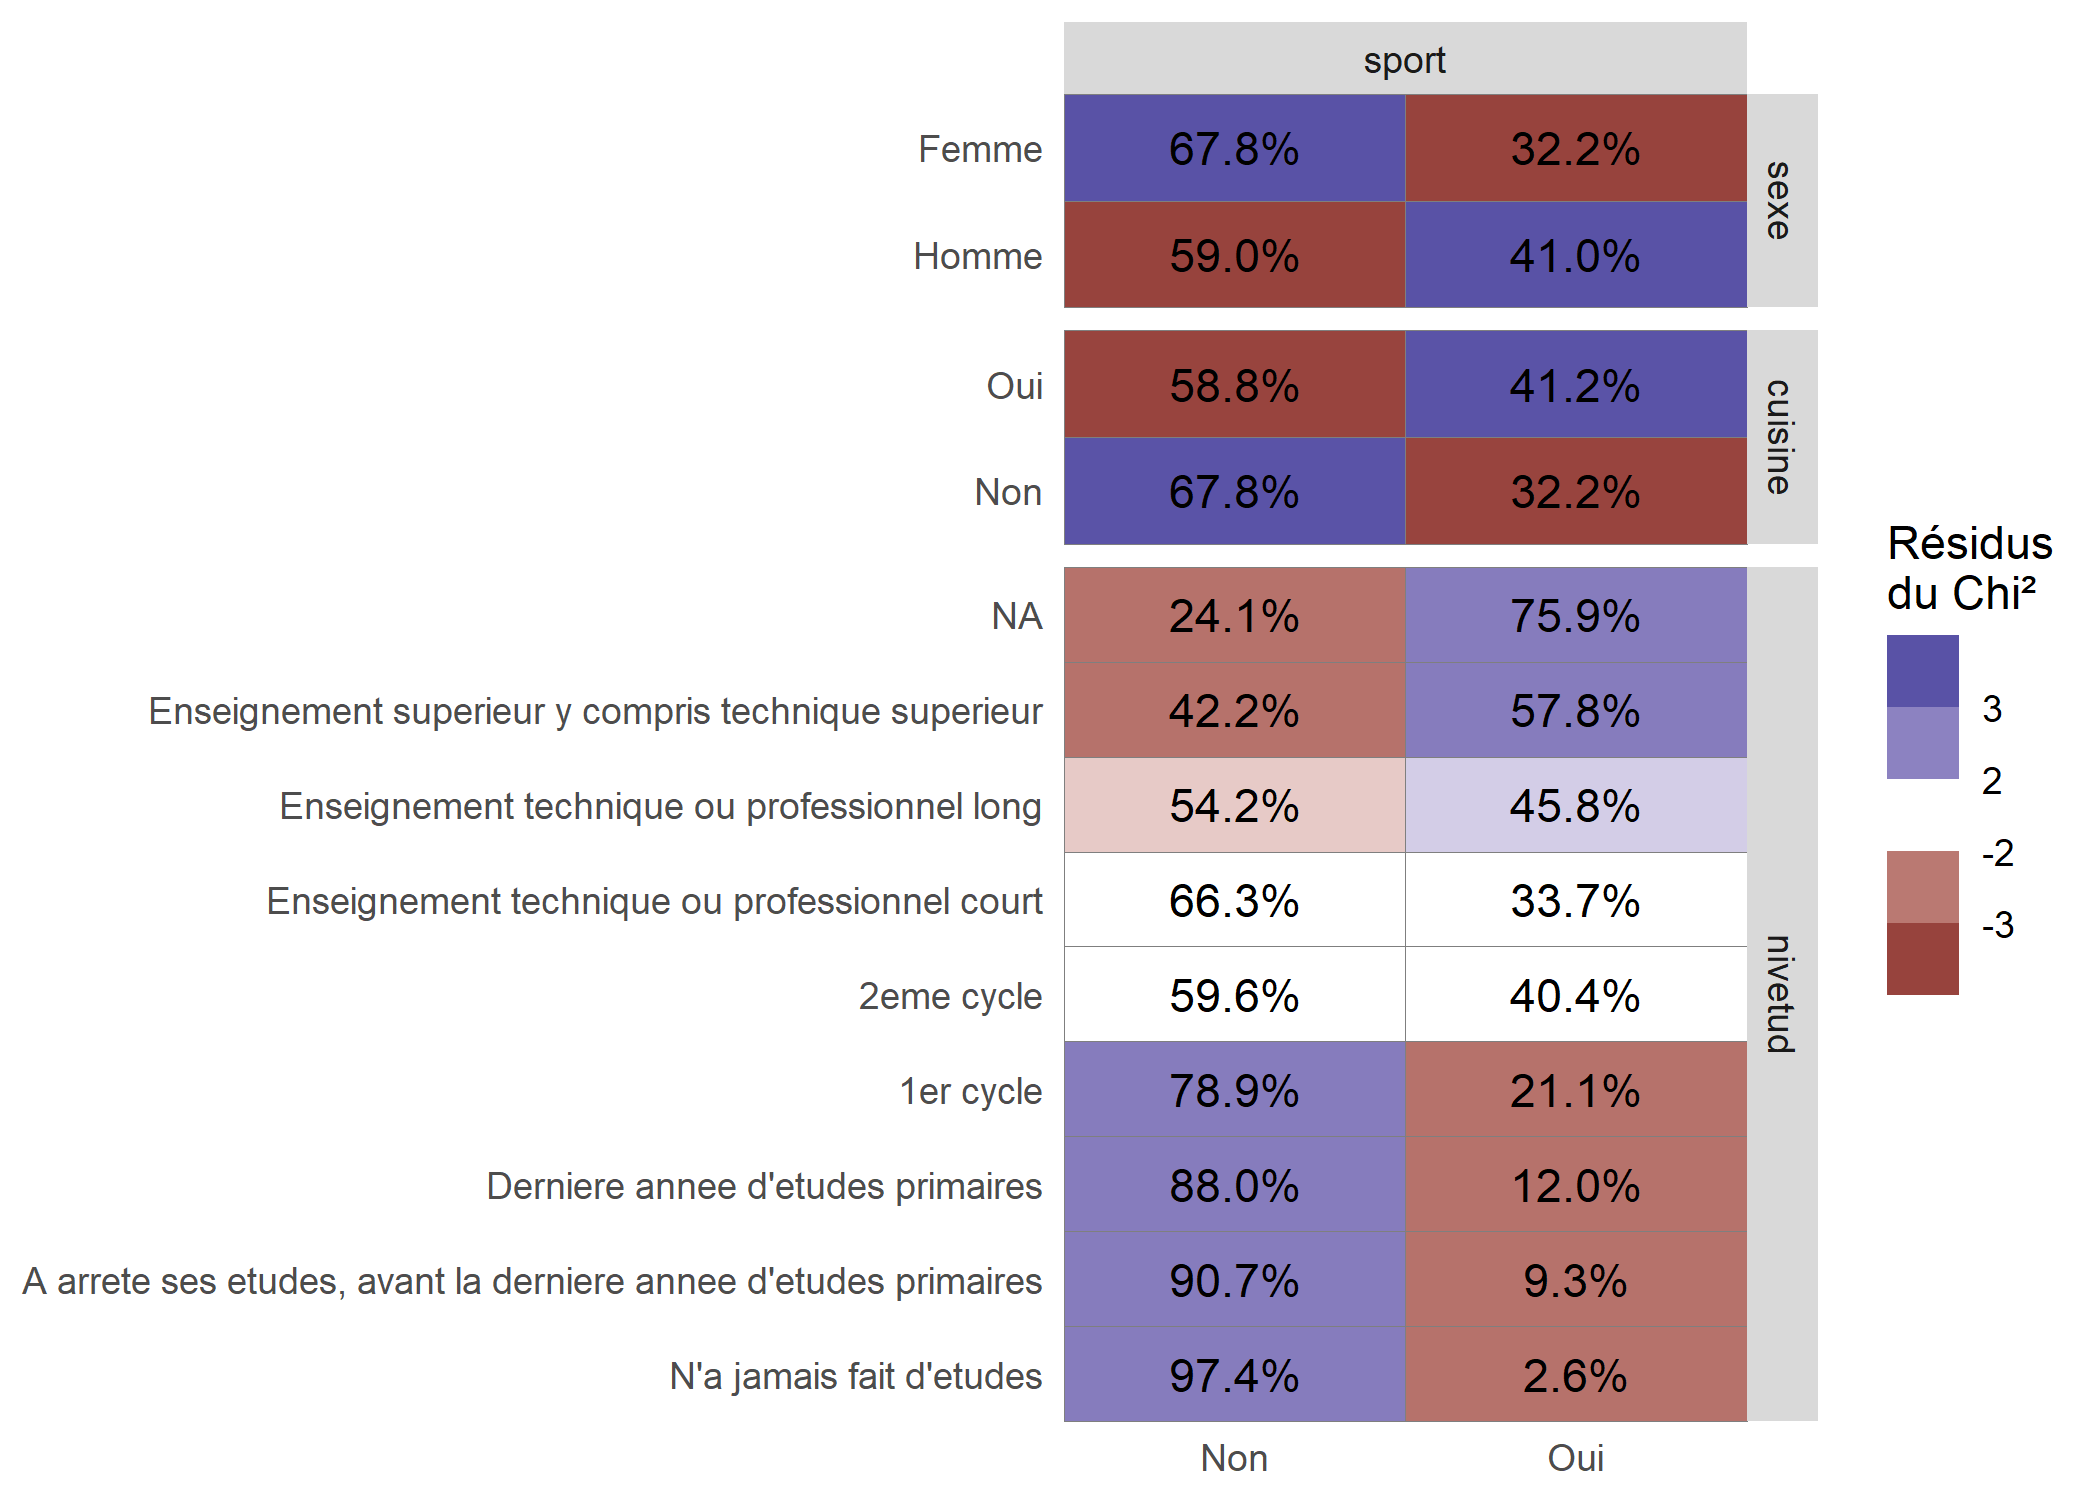 sport
Femme 67.8% 32.2%
Homme 59.0% 41.0%
sexe
Oui 58.8% 41.2%
Non 67.8% 32.2%
cuisine
NA 24.1% 75.9%
Enseignement superieur y compris technique superieur 42.2% 57.8%
Enseignement technique ou professionnel long 54.2% 45.8%
Enseignement technique ou professionnel court 66.3% 33.7%
2eme cycle 59.6% 40.4%
1er cycle 78.9% 21.1%
Derniere annee d'etudes primaires 88.0% 12.0%
A arrete ses etudes, avant la derniere annee d'etudes primaires 90.7% 9.3%
N'a jamais fait d'etudes 97.4% 2.6%
nivetud
Non Oui
Résidus
du Chi²
3
2
-2
-3